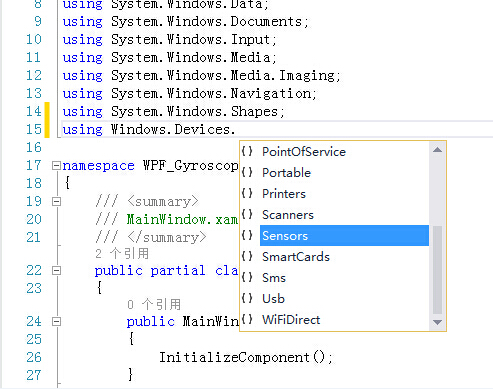 8 using System.Windows.Data;
9 using System.Windows.Documents;
10 using System.Windows.Input;
11 using System.Windows.Media;
12 using System.Windows.Media.Imaging;
13 using System.Windows.Navigation;
14 using System.Windows.Shapes;
15 using Windows.Devices.
16
{} PointOfService
{} Portable
{} Printers
{} Scanners
{} Sensors
{} SmartCards
{} Sms
{} Usb
{} WiFiDirect
17 namespace WPF_Gyroscop
18 {
19 /// <summary>
20 /// MainWindow.xam
21 /// </summary>
2 个引用
22 public partial cla
23 {
0 个引用
24 public MainWin
25 {
26 InitializeComponent();
27 }